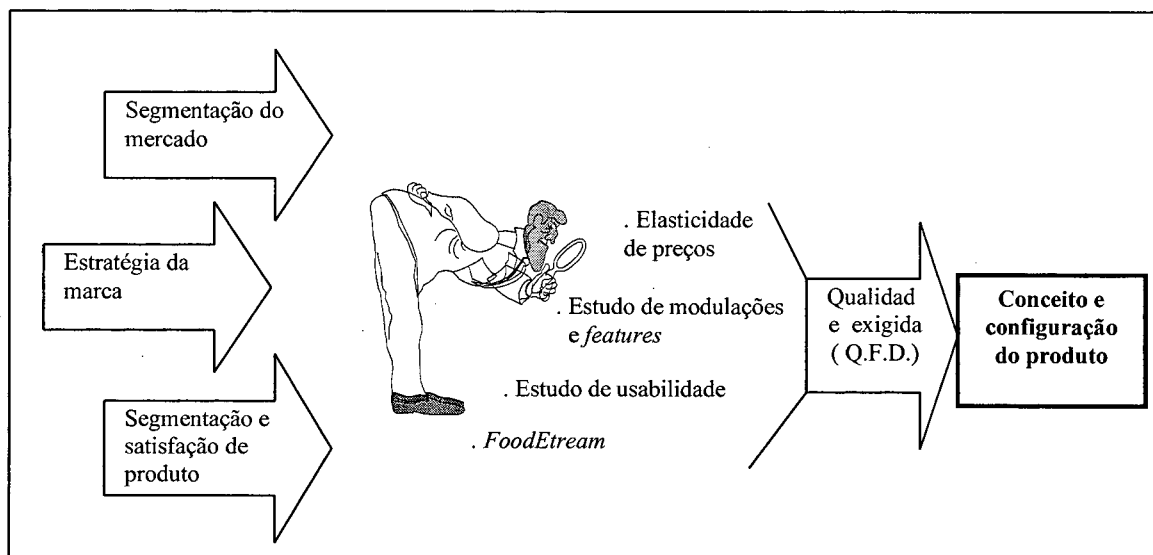 Segmentação do
mercado
Estratégia da
marca
Segmentação e
satisfação de
produto
. Elasticidade
de preços
. Estudo de modulações
e features
. Estudo de usabilidade
. FoodEtream
Qualidad
e exigida
( Q.F.D.)
Conceito e
configuração
do produto